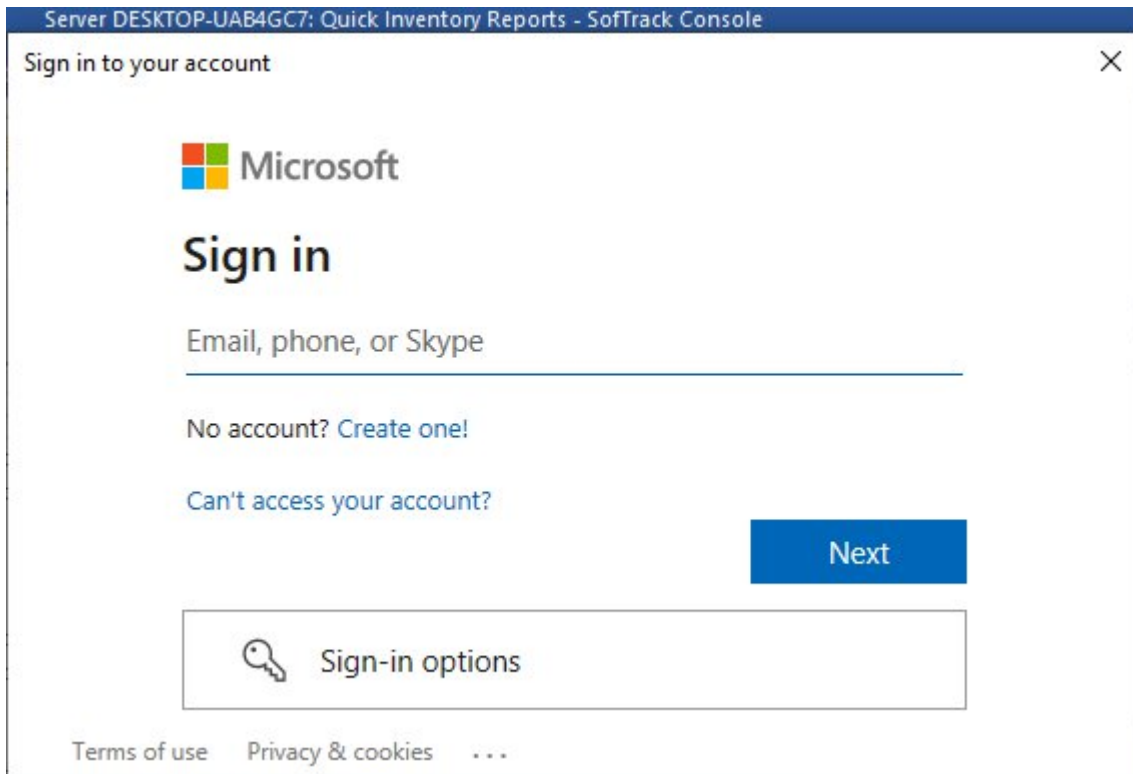 Server DESKTOP-UAB4GC7: Quick Inventory Reports - SofTrack Console
Sign in to your account
Microsoft
Sign in
Email, phone, or Skype
No account? Create one!
Can't access your account?
Next
Sign-in options
Terms of use Privacy & cookies ...